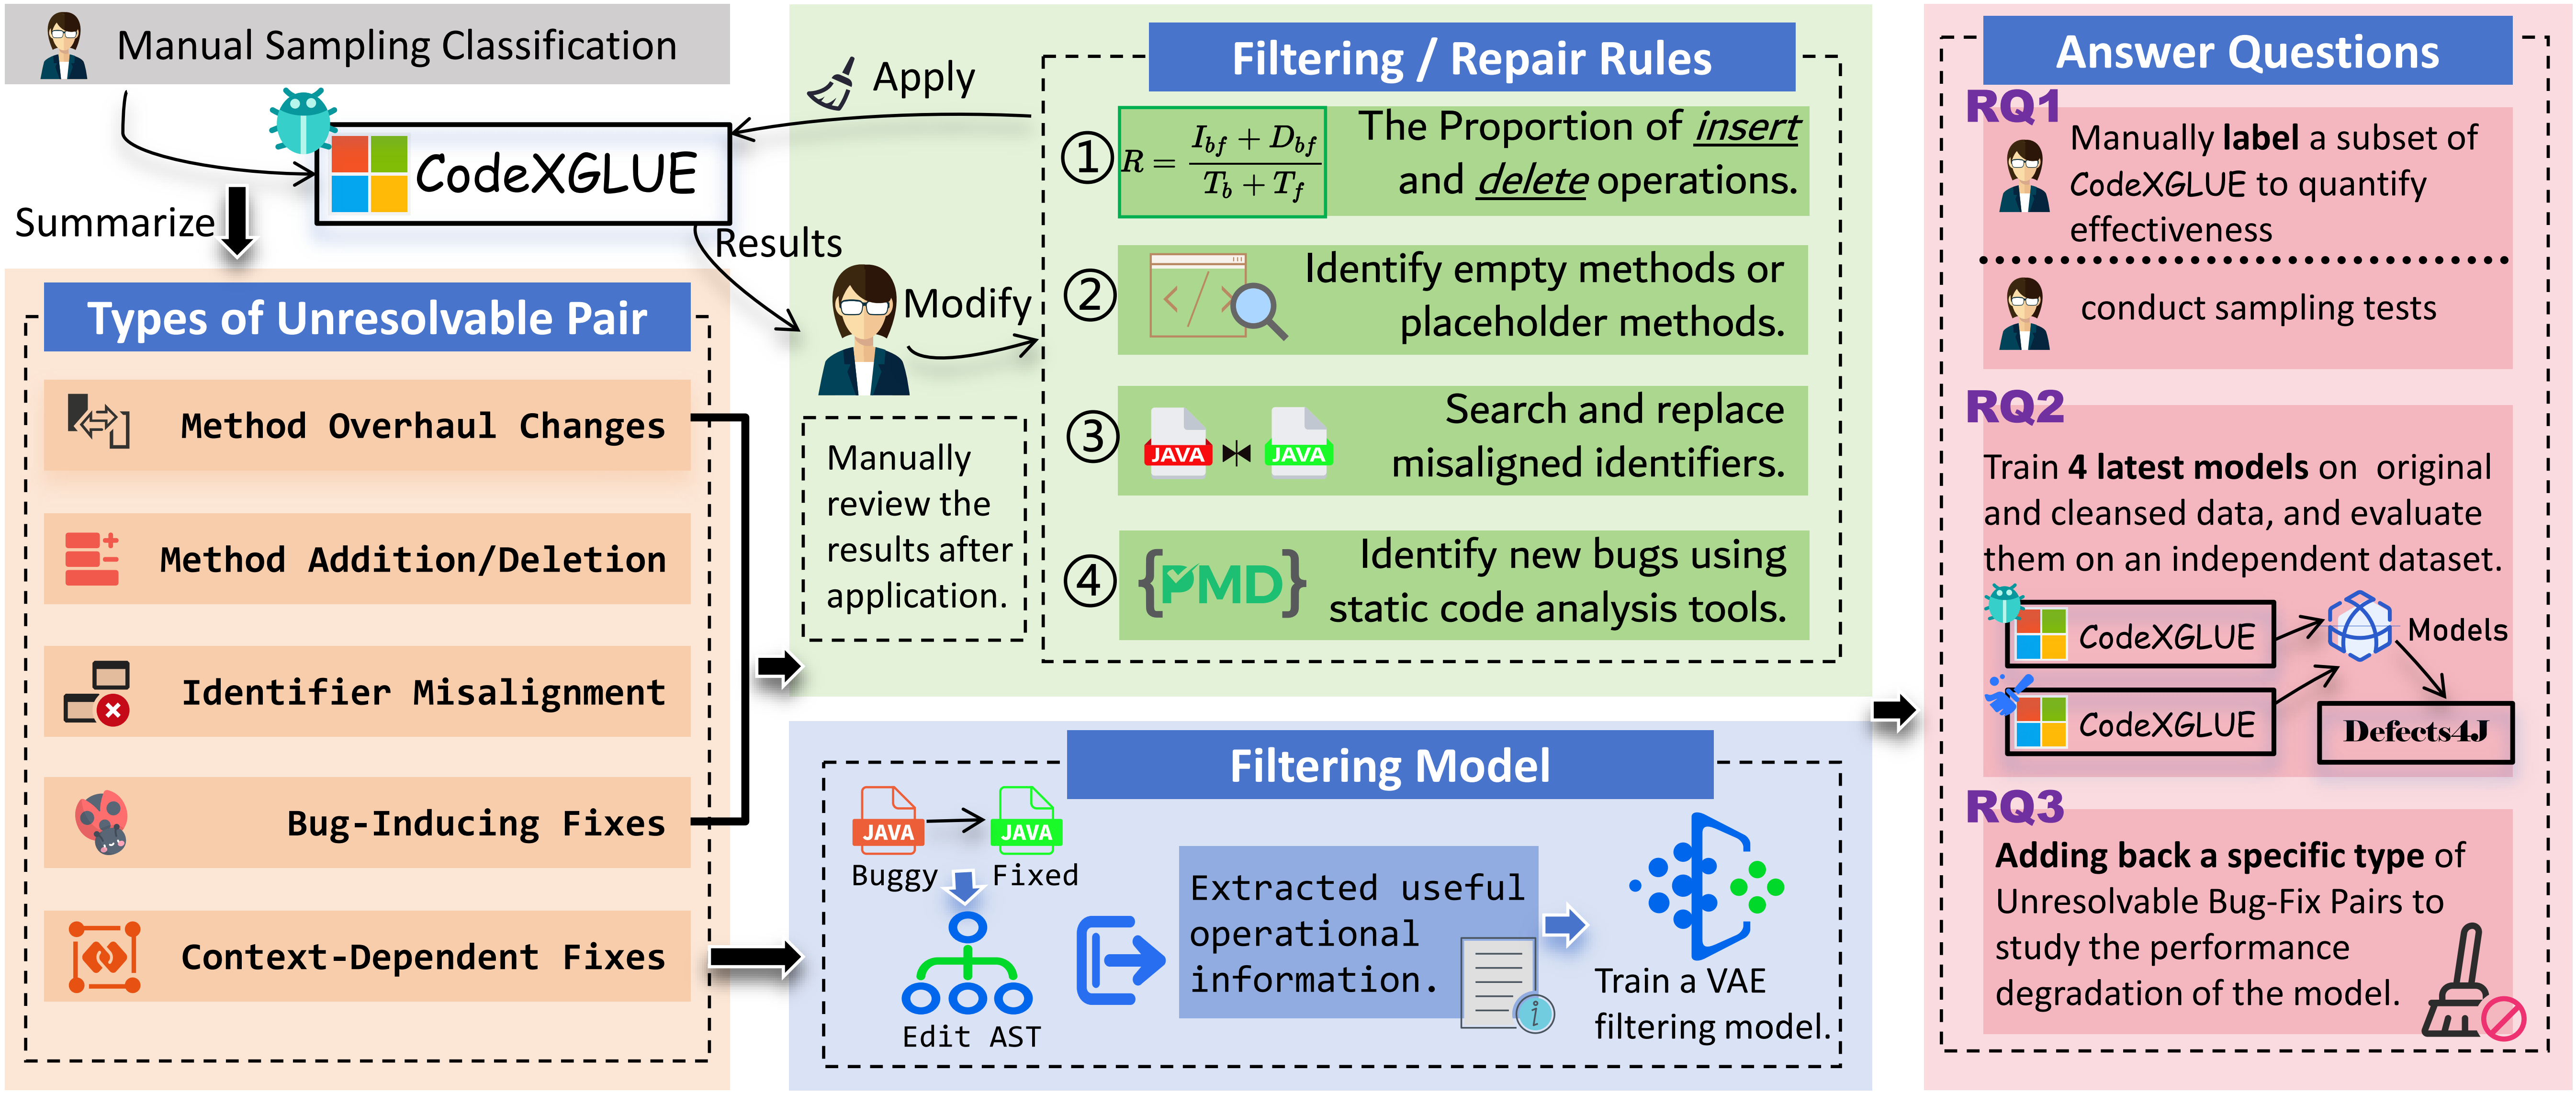 Manual Sampling Classification
CodeXGLUE
Summarize
Apply
Results
Modify
Manually
review the
results after
application.
Types of Unresolvable Pair
Method Overhaul Changes
Method Addition/Deletion
Identifier Misalignment
Bug-Inducing Fixes
Context-Dependent Fixes
Filtering / Repair Rules
①
R = (I_bf + D_bf) / (T_b + T_f)
The Proportion of insert
and delete operations.
②
Identify empty methods or
placeholder methods.
③
JAVA JAVA
Search and replace
misaligned identifiers.
④
{PMD}
Identify new bugs using
static code analysis tools.
Filtering Model
JAVA JAVA
Buggy Fixed
Edit AST
Extracted useful
operational
information.
i
Train a VAE
filtering model.
Answer Questions
RQ1
Manually label a subset of
CodeXGLUE to quantify
effectiveness
conduct sampling tests
RQ2
Train 4 latest models on original
and cleansed data, and evaluate
them on an independent dataset.
CodeXGLUE
Models
CodeXGLUE
Defects4J
RQ3
Adding back a specific type of
Unresolvable Bug-Fix Pairs to
study the performance
degradation of the model.